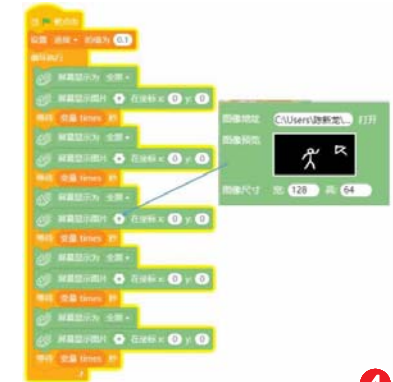 当 被点击
设置 速度 的值为 0.1
循环执行
屏幕显示为 全黑
屏幕显示图片 在坐标 x: 0 y: 0
等待 变量 times 秒
屏幕显示为 全黑
屏幕显示图片 在坐标 x: 0 y: 0
等待 变量 times 秒
屏幕显示为 全黑
屏幕显示图片 在坐标 x: 0 y: 0
等待 变量 times 秒
屏幕显示为 全黑
屏幕显示图片 在坐标 x: 0 y: 0
等待 变量 times 秒
屏幕显示为 全黑
屏幕显示图片 在坐标 x: 0 y: 0
等待 变量 times 秒
图像地址 C:\Users\ 打开
图像预览
图像尺寸 宽: 128 高: 64
4